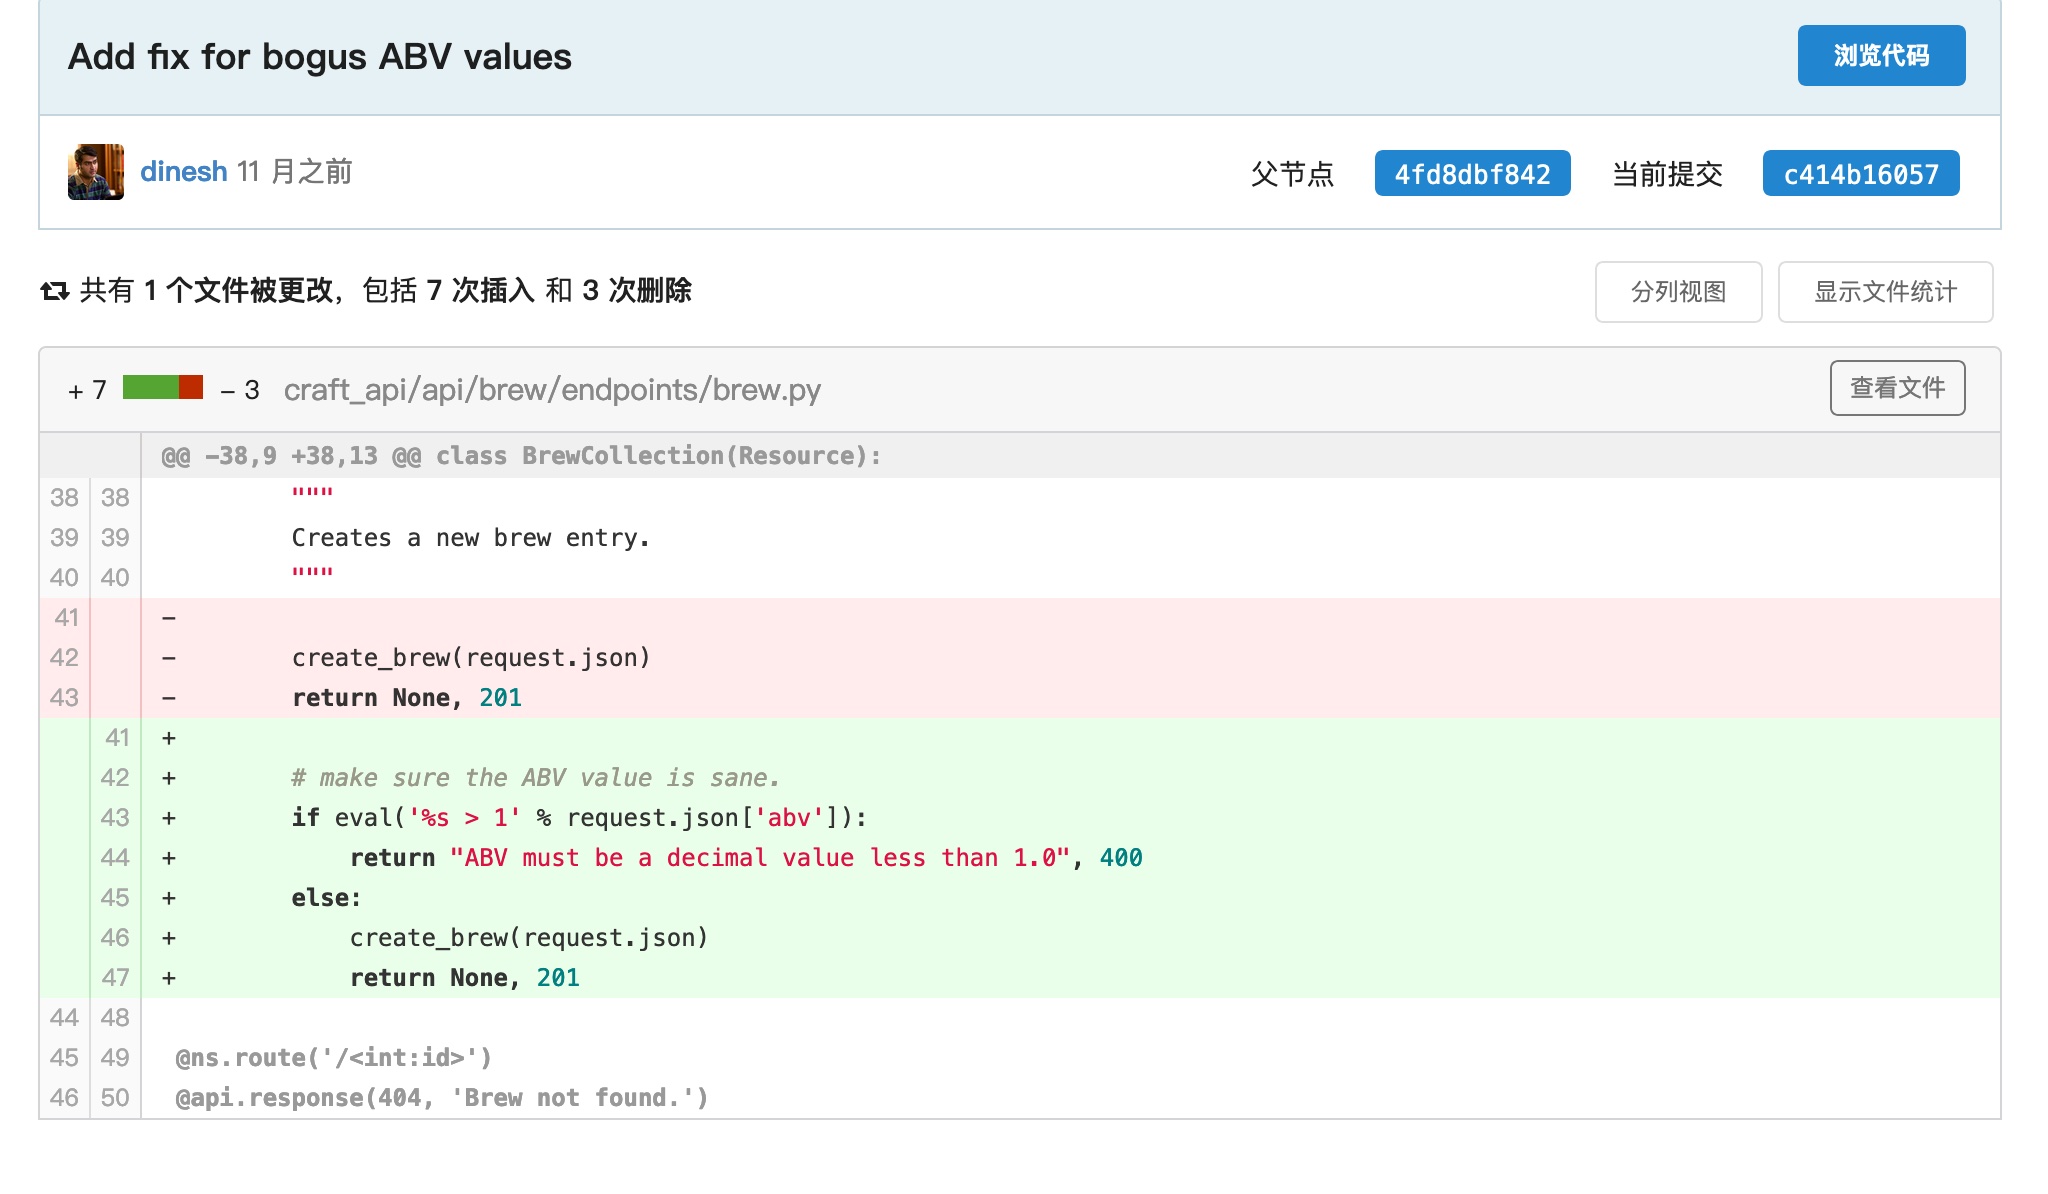 Add fix for bogus ABV values
浏览代码
dinesh 11 月之前
父节点 4fd8dbf842 当前提交 c414b16057
共有 1 个文件被更改，包括 7 次插入 和 3 次删除
分列视图 显示文件统计
+ 7 − 3 craft_api/api/brew/endpoints/brew.py
查看文件
@@ -38,9 +38,13 @@ class BrewCollection(Resource):
38 38         """
39 39         Creates a new brew entry.
40 40         """
41 -
42 -         create_brew(request.json)
43 -         return None, 201
41 +
42 +         # make sure the ABV value is sane.
43 +         if eval('%s > 1' % request.json['abv']):
44 +             return "ABV must be a decimal value less than 1.0", 400
45 +         else:
46 +             create_brew(request.json)
47 +             return None, 201
44 48
45 49 @ns.route('/<int:id>')
46 50 @api.response(404, 'Brew not found.')